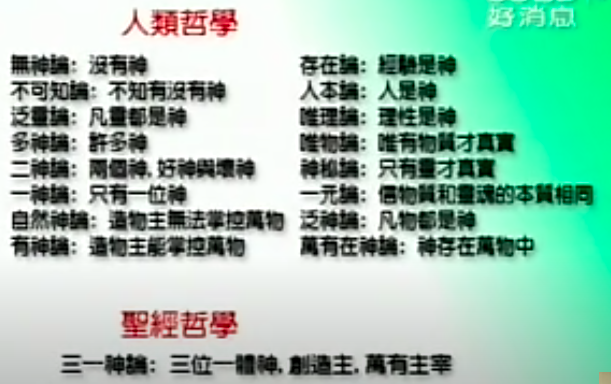 好消息
人類哲學
無神論：沒有神
不可知論：不知有沒有神
泛靈論：凡靈都是神
多神論：許多神
二神論：兩個神，好神與壞神
一神論：只有一位神
自然神論：造物主無法掌控萬物
有神論：造物主能掌控萬物
存在論：經驗是神
人本論：人是神
唯理論：理性是神
唯物論：唯有物質才真實
神秘論：只有靈才真實
一元論：信物質和靈魂的本質相同
泛神論：凡物都是神
萬有在神論：神存在萬物中
聖經哲學
三一神論：三位一體神，創造主，萬有主宰